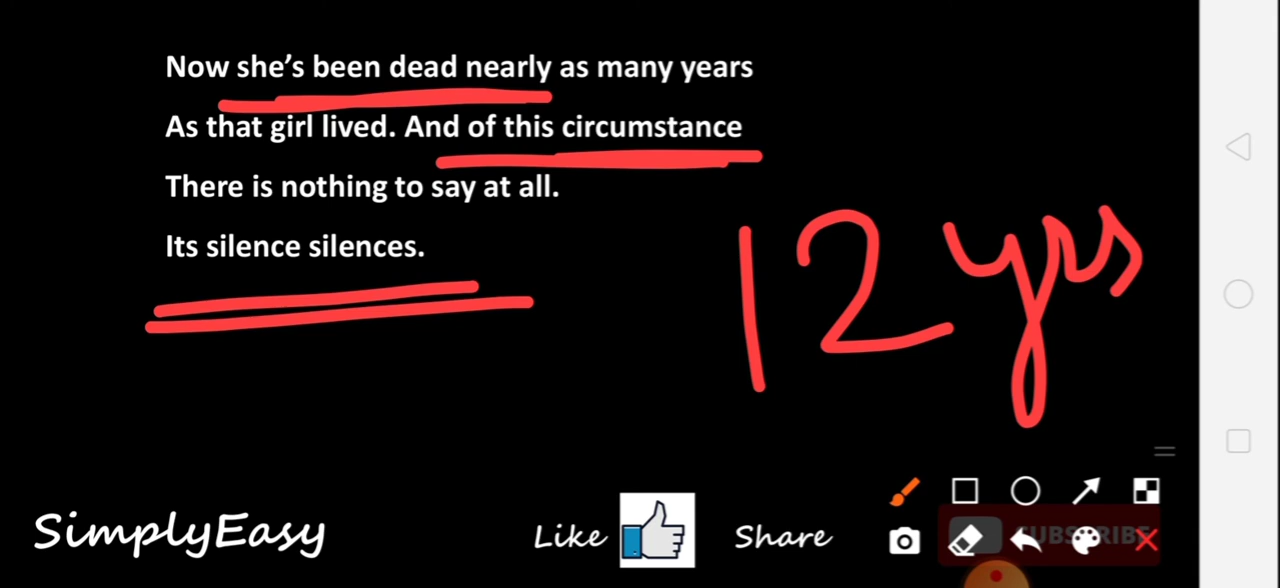 Now she's been dead nearly as many years
As that girl lived. And of this circumstance
There is nothing to say at all.
Its silence silences.
12 yrs
SimplyEasy
Like
Share
SUBSCRIBE